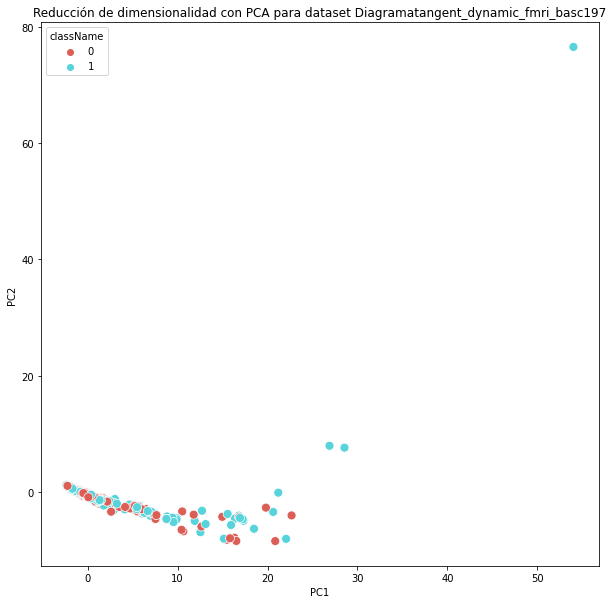 Reducción de dimensionalidad con PCA para dataset Diagramatangent_dynamic_fmri_basc197
className
0
1
80
60
40
20
0
PC2
0 10 20 30 40 50
PC1